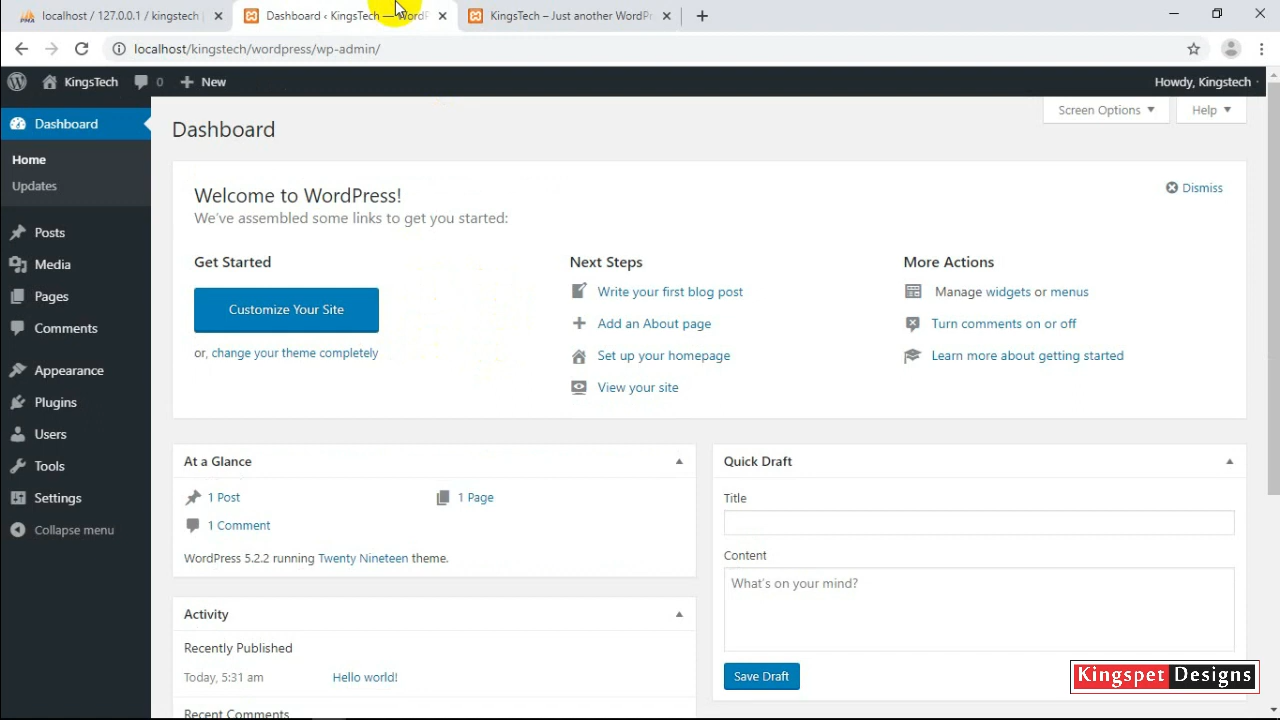 localhost / 127.0.0.1 / kingstech |
Dashboard ‹ KingsTech — WordP
KingsTech – Just another WordPr
localhost/kingstech/wordpress/wp-admin/
KingsTech
0
New
Howdy, Kingstech
Dashboard
Home
Updates
Posts
Media
Pages
Comments
Appearance
Plugins
Users
Tools
Settings
Collapse menu
Screen Options
Help
Dashboard
Welcome to WordPress!
We've assembled some links to get you started:
Dismiss
Get Started
Customize Your Site
or, change your theme completely
Next Steps
Write your first blog post
Add an About page
Set up your homepage
View your site
More Actions
Manage widgets or menus
Turn comments on or off
Learn more about getting started
At a Glance
1 Post
1 Page
1 Comment
WordPress 5.2.2 running Twenty Nineteen theme.
Activity
Recently Published
Today, 5:31 am
Hello world!
Recent Comments
Quick Draft
Title
Content
What's on your mind?
Save Draft
Kingspet Designs